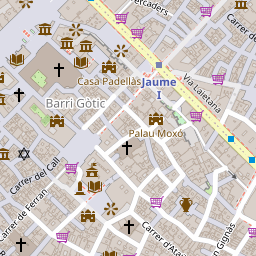 Mercaders
Carrer de
Casa Padellàs
Jaume
I
Via Laietana
Barri Gòtic
Palau Moxó
Carrer del Call
Carrer de Ferran
Carrer d'Ata
n Gignàs